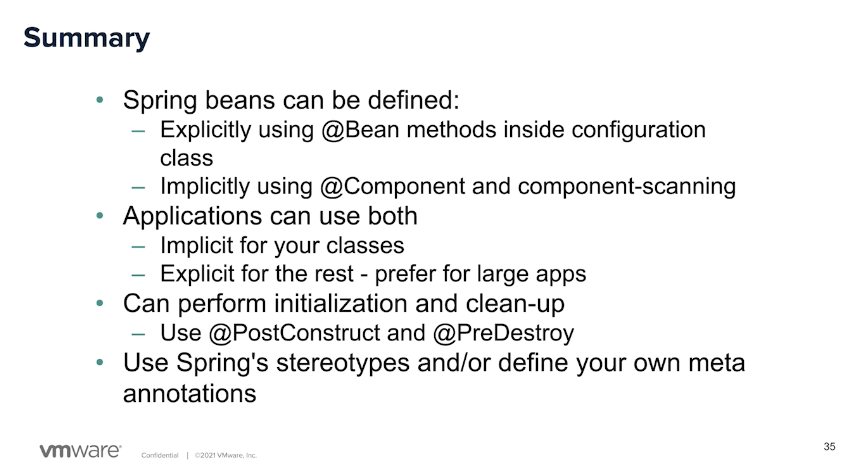 Summary
• Spring beans can be defined:
– Explicitly using @Bean methods inside configuration
class
– Implicitly using @Component and component-scanning
• Applications can use both
– Implicit for your classes
– Explicit for the rest - prefer for large apps
• Can perform initialization and clean-up
– Use @PostConstruct and @PreDestroy
• Use Spring's stereotypes and/or define your own meta
annotations
vmware®
Confidential | ©2021 VMware, Inc.
35